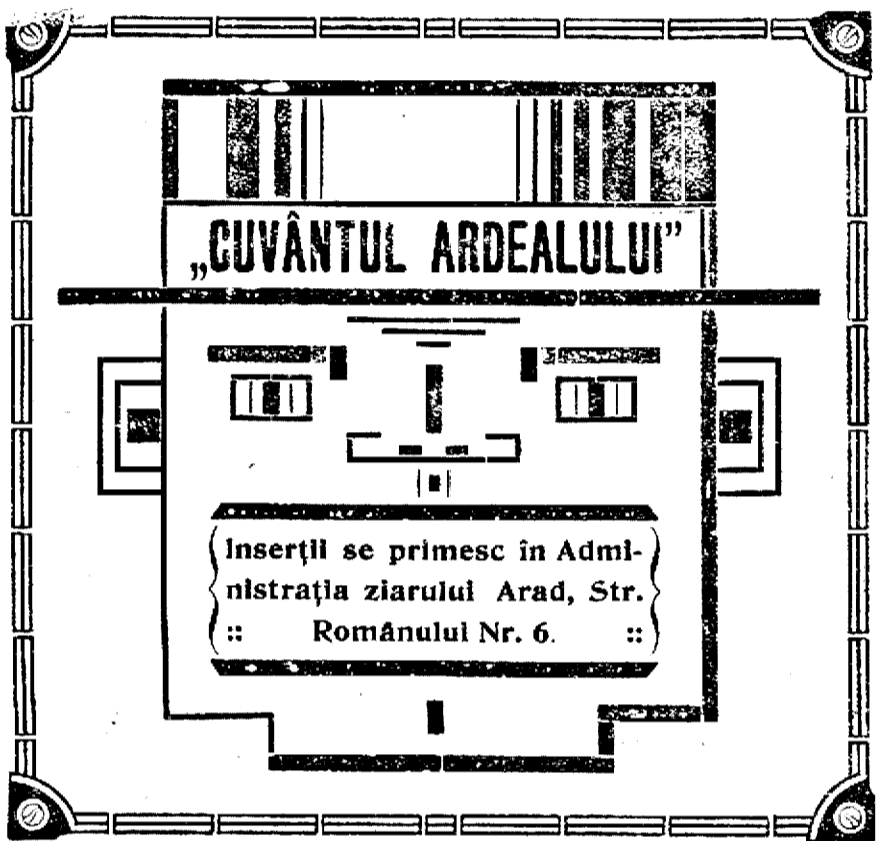 „CUVÂNTUL ARDEALULUI”
Inserții se primesc în Admi-
nistrația ziarului Arad, Str.
:: Românului Nr. 6. ::